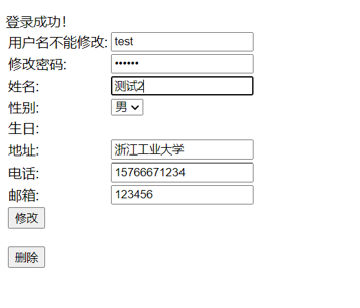 登录成功!
用户名不能修改: test
修改密码: ••••••
姓名: 测试2
性别: 男
生日:
地址: 浙江工业大学
电话: 15766671234
邮箱: 123456
修改
删除